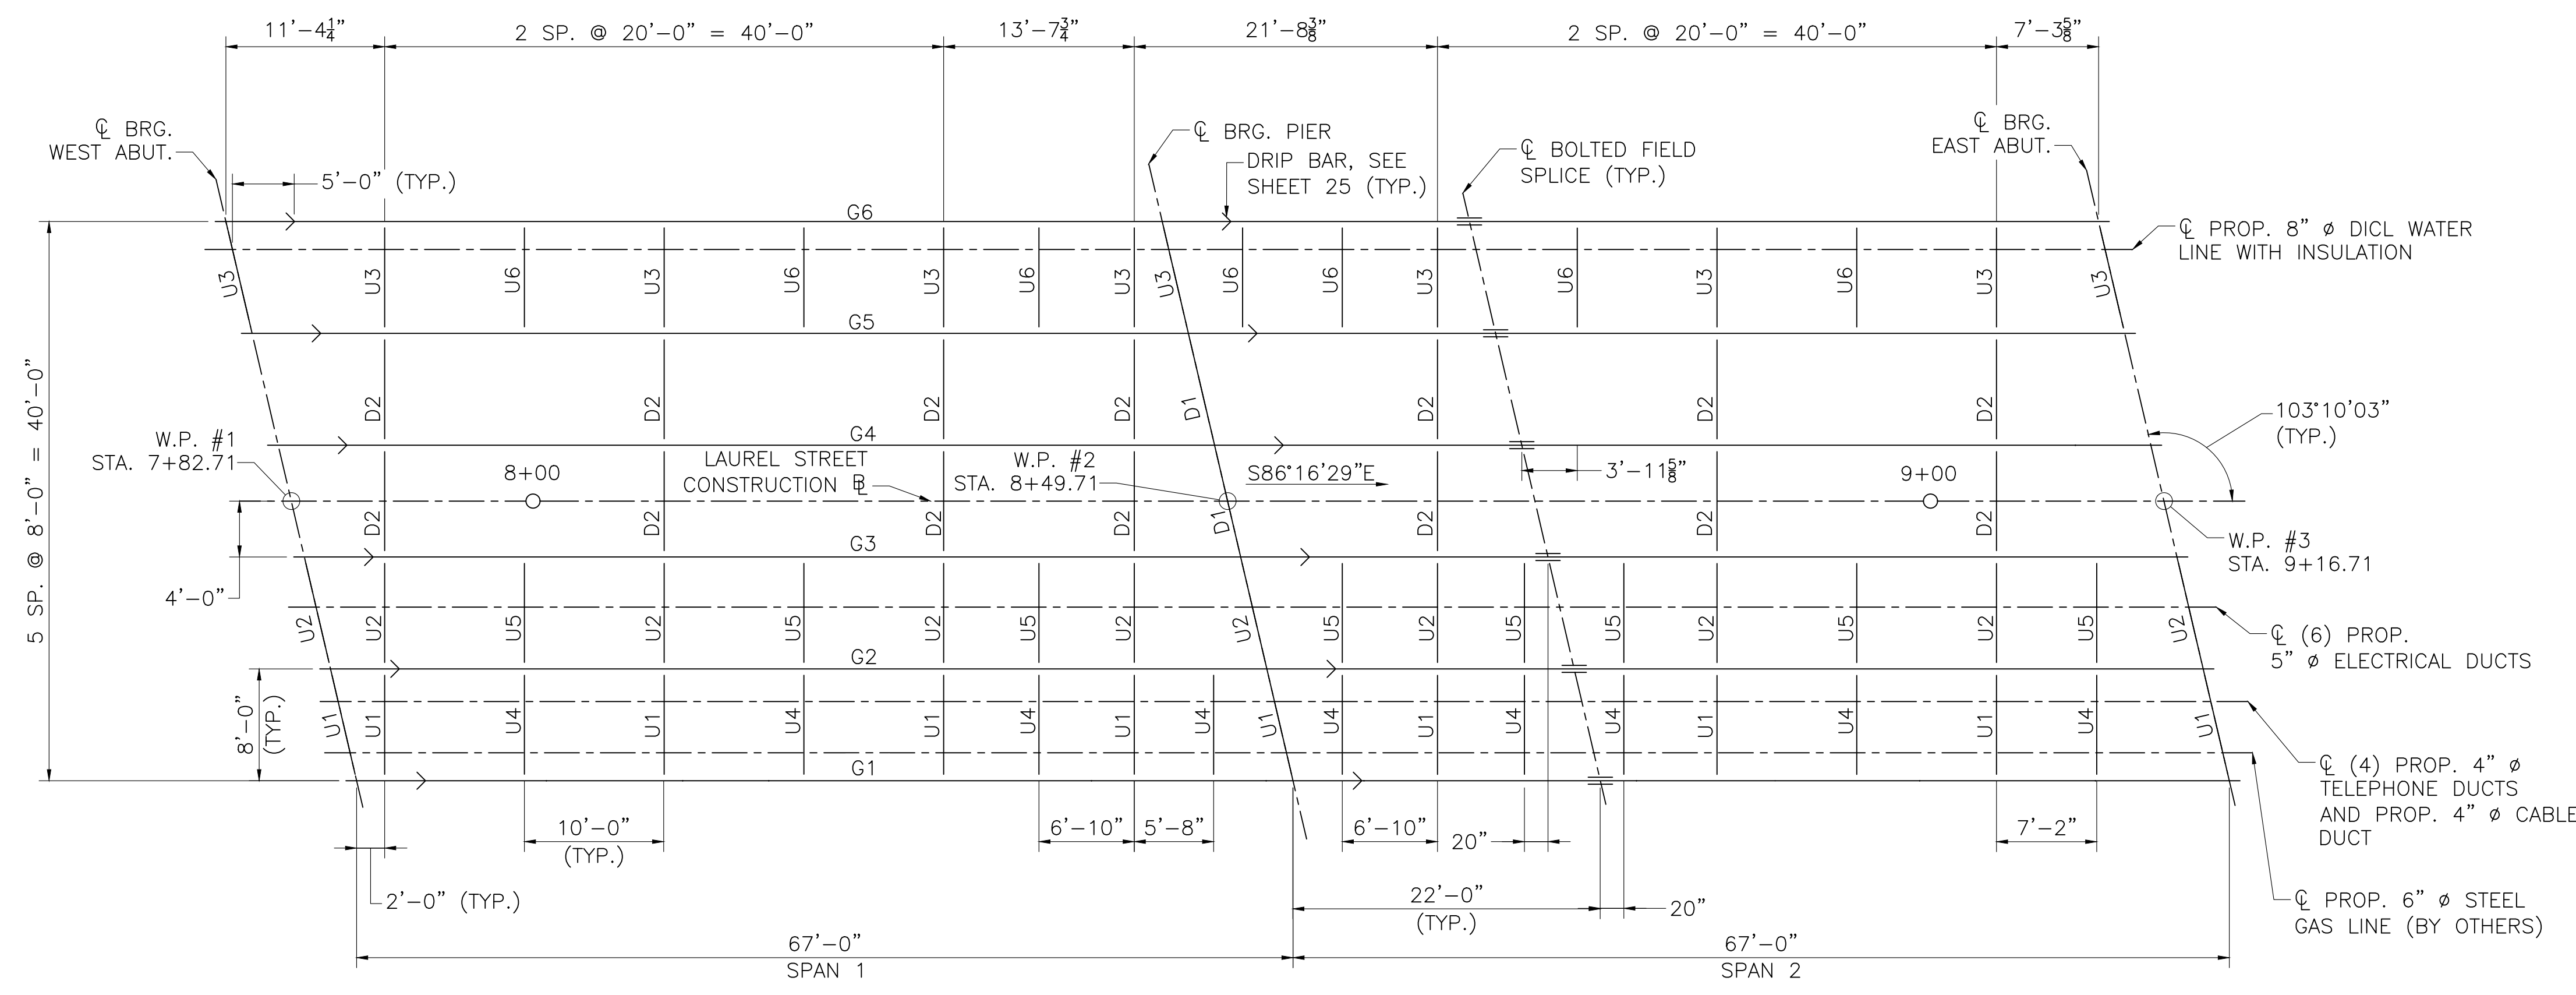 11'-4¼"
2 SP. @ 20'-0" = 40'-0"
13'-7¾"
21'-8⅜"
2 SP. @ 20'-0" = 40'-0"
7'-3⅝"
℄ BRG.
WEST ABUT.
5'-0" (TYP.)
℄ BRG. PIER
DRIP BAR, SEE
SHEET 25 (TYP.)
℄ BOLTED FIELD
SPLICE (TYP.)
℄ BRG.
EAST ABUT.
G6
℄ PROP. 8" ø DICL WATER
LINE WITH INSULATION
U3 U3 U6 U3 U6 U3 U6 U3 U3 U6 U6 U3 U6 U3 U6 U3 U3
G5
5 SP. @ 8'-0" = 40'-0"
D2 D2 D2 D2 D1 D2 D2 D2
103°10'03"
(TYP.)
G4
W.P. #1
STA. 7+82.71
8+00
LAUREL STREET
CONSTRUCTION B̲L
W.P. #2
STA. 8+49.71
S86°16'29"E
3'-11⅝"
9+00
D2 D2 D2 D2 D1 D2 D2 D2
G3
W.P. #3
STA. 9+16.71
4'-0"
U2 U2 U5 U2 U5 U2 U5 U2 U2 U5 U2 U5 U5 U2 U5 U2 U5 U2
℄ (6) PROP.
5" ø ELECTRICAL DUCTS
G2
8'-0"
(TYP.)
U1 U1 U4 U1 U4 U1 U4 U1 U4 U1 U4 U1 U4 U4 U1 U4 U1 U4 U1
G1
℄ (4) PROP. 4" ø
TELEPHONE DUCTS
AND PROP. 4" ø CABLE
DUCT
10'-0"
(TYP.)
6'-10"
5'-8"
6'-10"
20"
7'-2"
2'-0" (TYP.)
22'-0"
(TYP.)
20"
℄ PROP. 6" ø STEEL
GAS LINE (BY OTHERS)
67'-0"
SPAN 1
67'-0"
SPAN 2